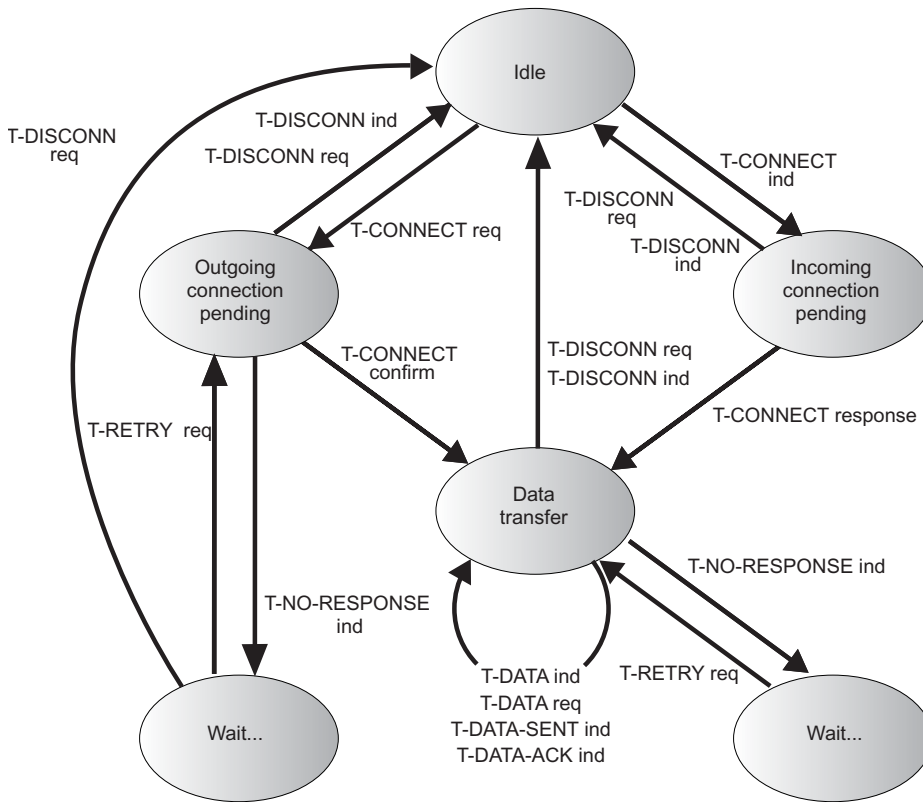 Idle
T-DISCONN
req
T-DISCONN ind
T-DISCONN req
T-CONNECT req
T-CONNECT
ind
T-DISCONN
req
T-DISCONN
ind
Outgoing
connection
pending
Incoming
connection
pending
T-CONNECT
confirm
T-DISCONN req
T-DISCONN ind
T-CONNECT response
T-RETRY req
Data
transfer
T-NO-RESPONSE
ind
T-NO-RESPONSE ind
T-RETRY req
T-DATA ind
T-DATA req
T-DATA-SENT ind
T-DATA-ACK ind
Wait...
Wait...